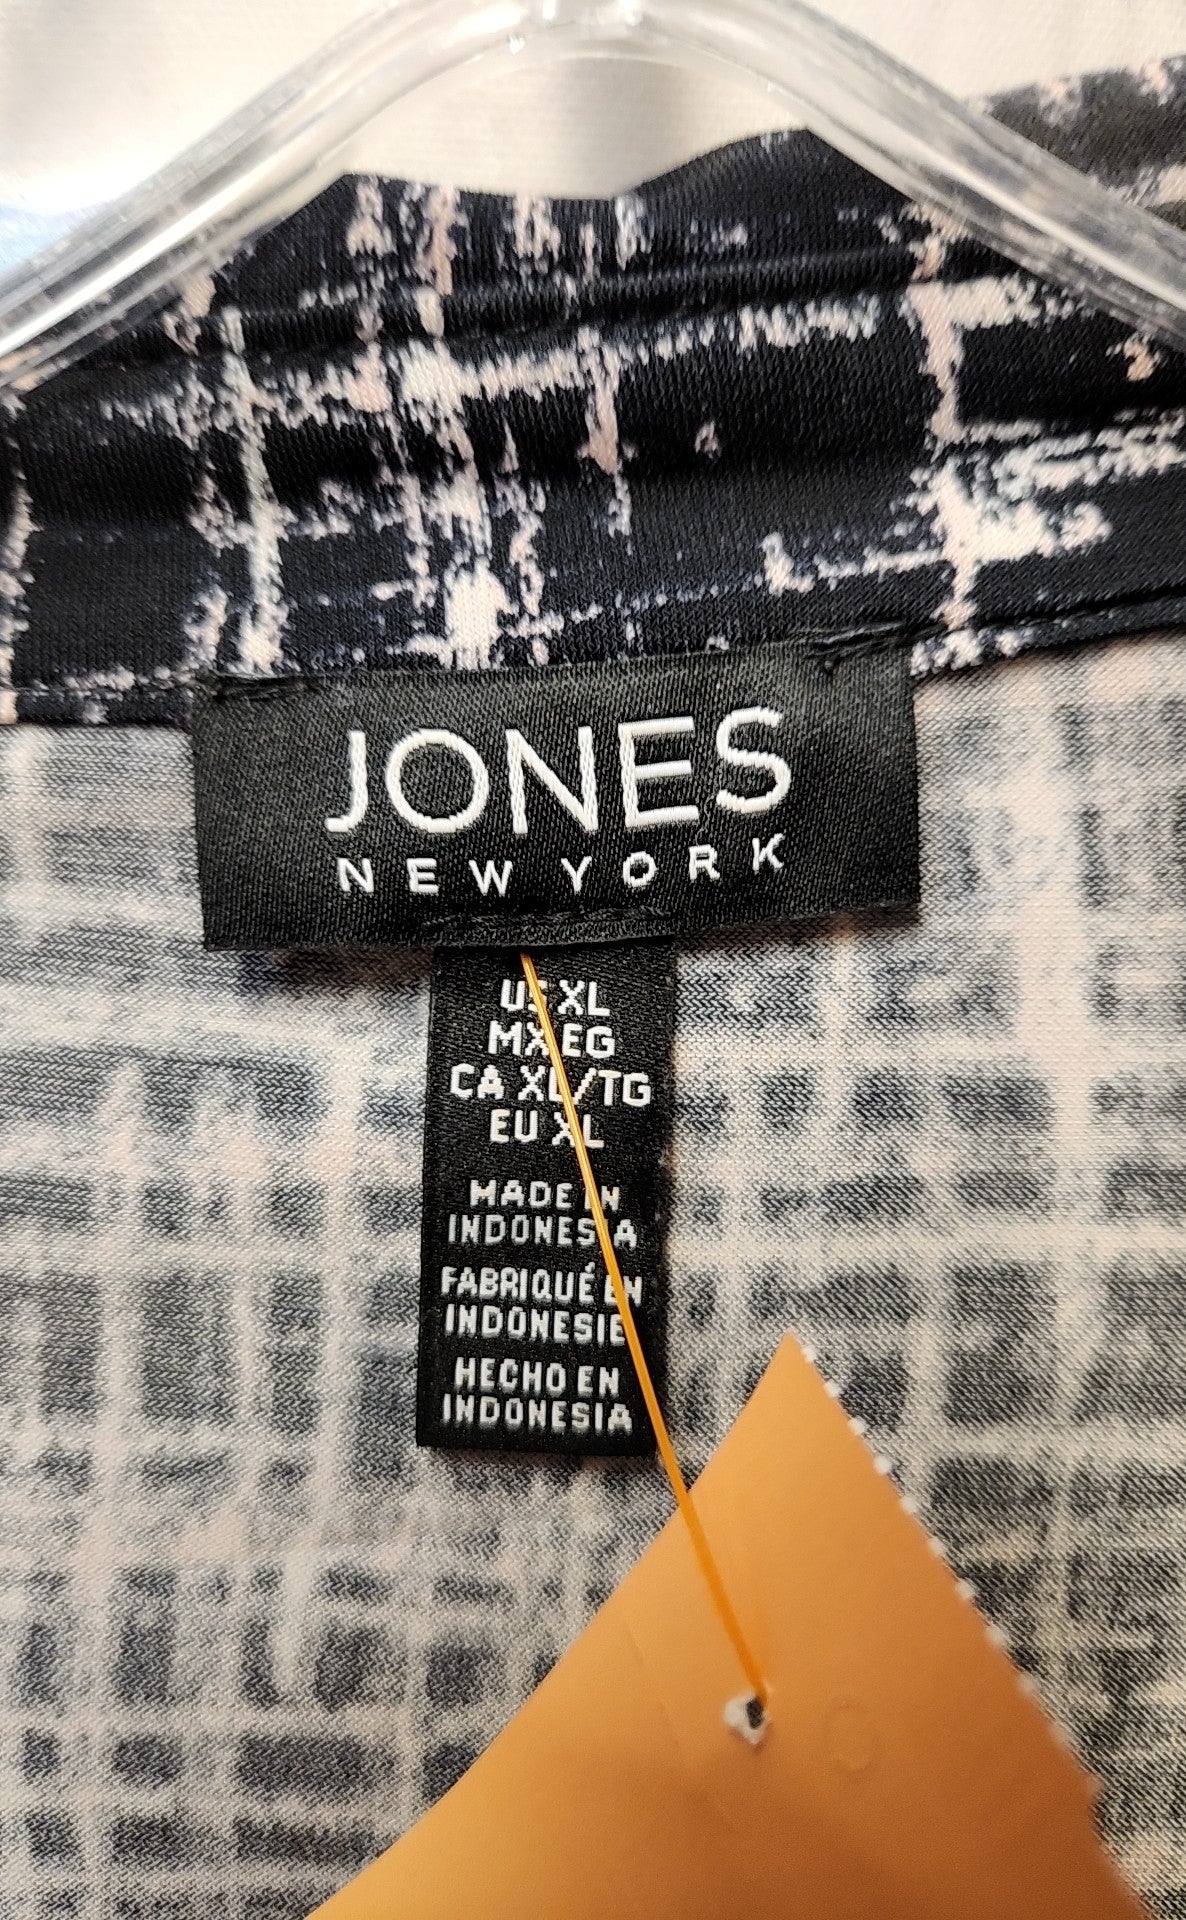 JONES
NEW YORK
US XL
MX EG
CA XL/TG
EU XL
MADE IN
INDONESIA
FABRIQUÉ EN
INDONESIE
HECHO EN
INDONESIA